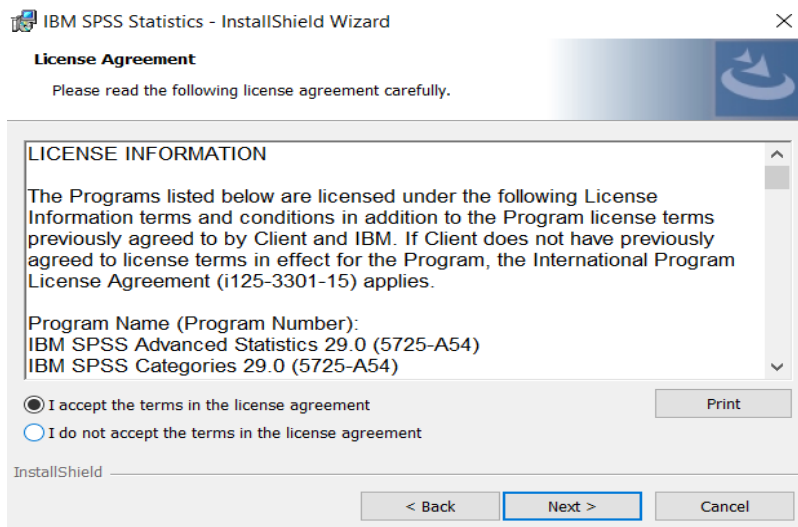 IBM SPSS Statistics - InstallShield Wizard
License Agreement
Please read the following license agreement carefully.
LICENSE INFORMATION
The Programs listed below are licensed under the following License
Information terms and conditions in addition to the Program license terms
previously agreed to by Client and IBM. If Client does not have previously
agreed to license terms in effect for the Program, the International Program
License Agreement (i125-3301-15) applies.
Program Name (Program Number):
IBM SPSS Advanced Statistics 29.0 (5725-A54)
IBM SPSS Categories 29.0 (5725-A54)
I accept the terms in the license agreement
Print
I do not accept the terms in the license agreement
InstallShield
< Back
Next >
Cancel